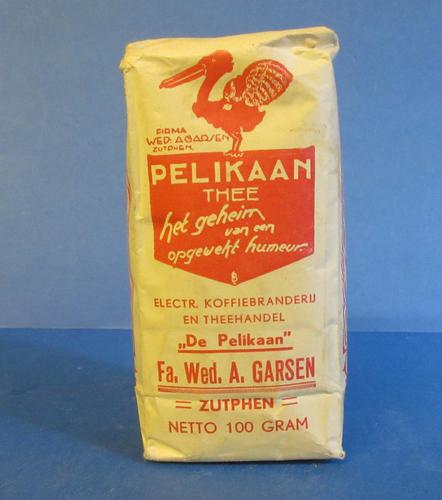 FIRMA
WED: A GARSEN
ZUTPHEN.
PELIKAAN
THEE
het geheim
van een
opgewekt humeur.
ELECTR. KOFFIEBRANDERIJ
EN THEEHANDEL
„De Pelikaan"
Fa. Wed. A. GARSEN
= ZUTPHEN =
NETTO 100 GRAM